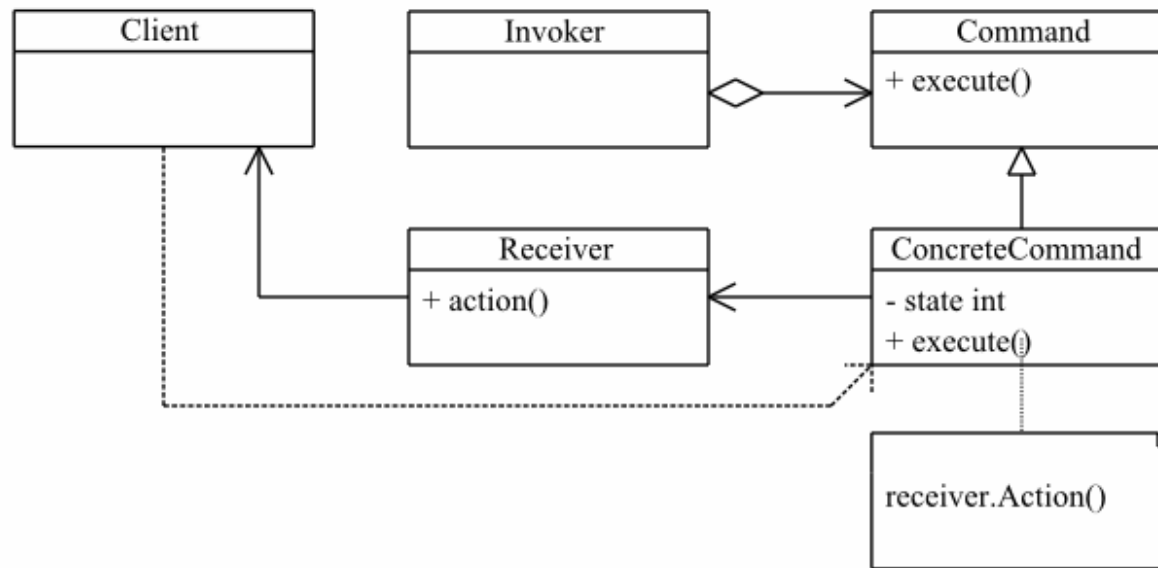 Client
Invoker
Command
+ execute()
Receiver
+ action()
ConcreteCommand
- state int
+ execute()
receiver.Action()